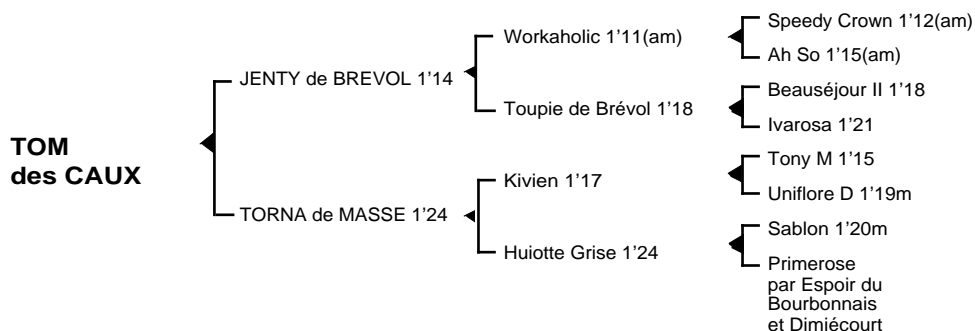 TOM
des CAUX
JENTY de BREVOL 1’14
TORNA de MASSE 1’24
Workaholic 1’11(am)
Toupie de Brévol 1’18
Kivien 1’17
Huiotte Grise 1’24
Speedy Crown 1’12(am)
Ah So 1’15(am)
Beauséjour II 1’18
Ivarosa 1’21
Tony M 1’15
Uniflore D 1’19m
Sablon 1’20m
Primerose
par Espoir du
Bourbonnais
et Dimiécourt